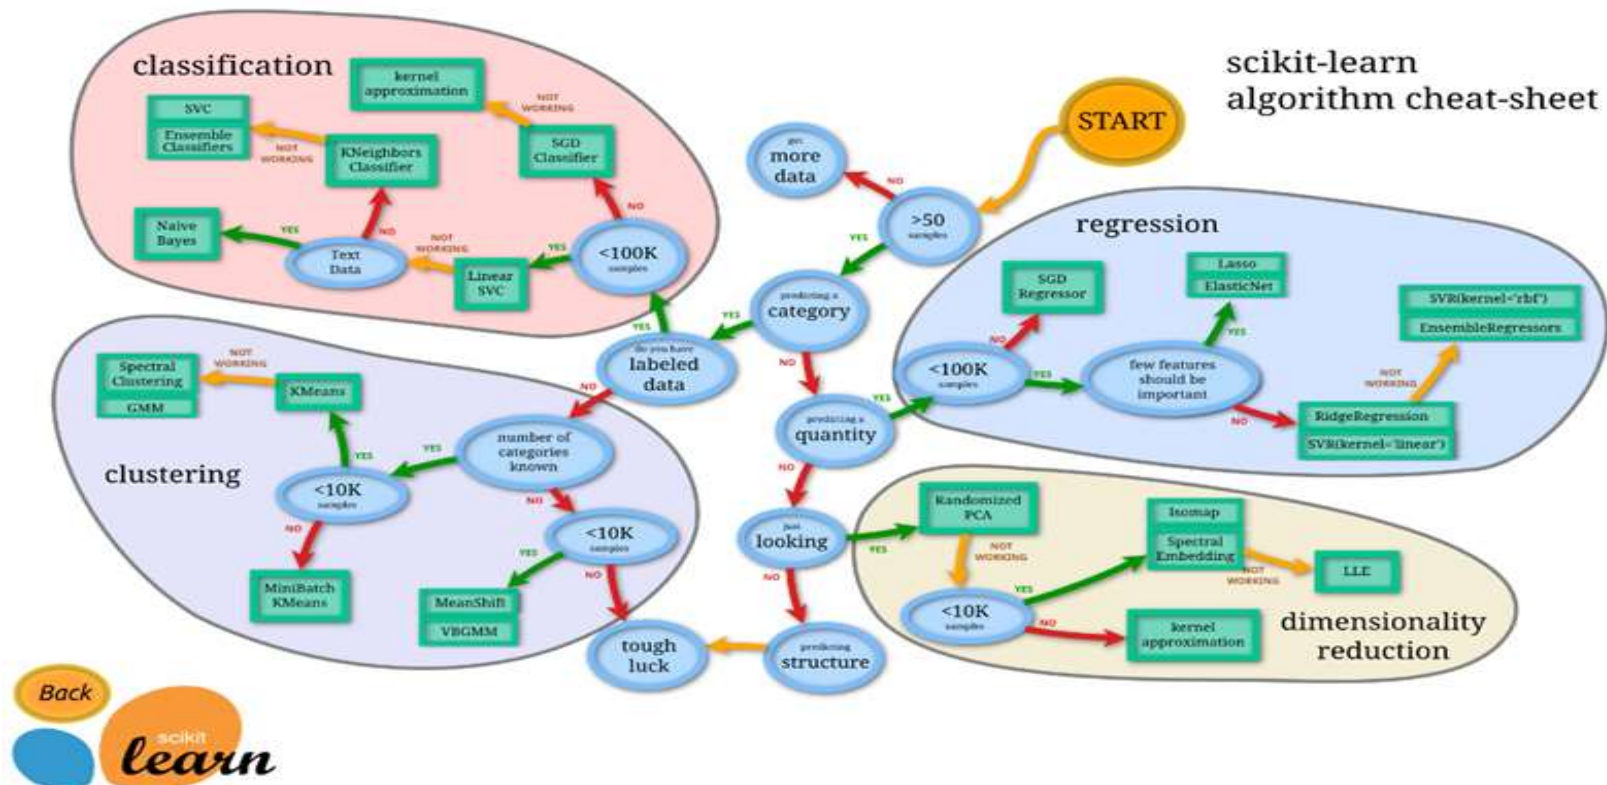 scikit-learn
algorithm cheat-sheet
START
get
more
data
NO
>50
samples
YES
predicting a
category
YES
NO
do you have
labeled
data
YES
NO
predicting a
quantity
YES
NO
just
looking
YES
NO
predicting
structure
tough
luck
classification
kernel
approximation
NOT
WORKING
SGD
Classifier
NO
<100K
samples
YES
Linear
SVC
NOT
WORKING
Text
Data
YES
Naive
Bayes
NO
KNeighbors
Classifier
NOT
WORKING
SVC
Ensemble
Classifiers
clustering
number of
categories
known
YES
NO
<10K
samples
YES
KMeans
NOT
WORKING
Spectral
Clustering
GMM
NO
MiniBatch
KMeans
<10K
samples
YES
MeanShift
VBGMM
NO
regression
<100K
samples
NO
SGD
Regressor
YES
few features
should be
important
YES
Lasso
ElasticNet
NO
RidgeRegression
SVR(kernel='linear')
NOT
WORKING
SVR(kernel='rbf')
EnsembleRegressors
dimensionality
reduction
Randomized
PCA
NOT
WORKING
<10K
samples
YES
Isomap
Spectral
Embedding
NOT
WORKING
LLE
NO
kernel
approximation
Back
scikit
learn